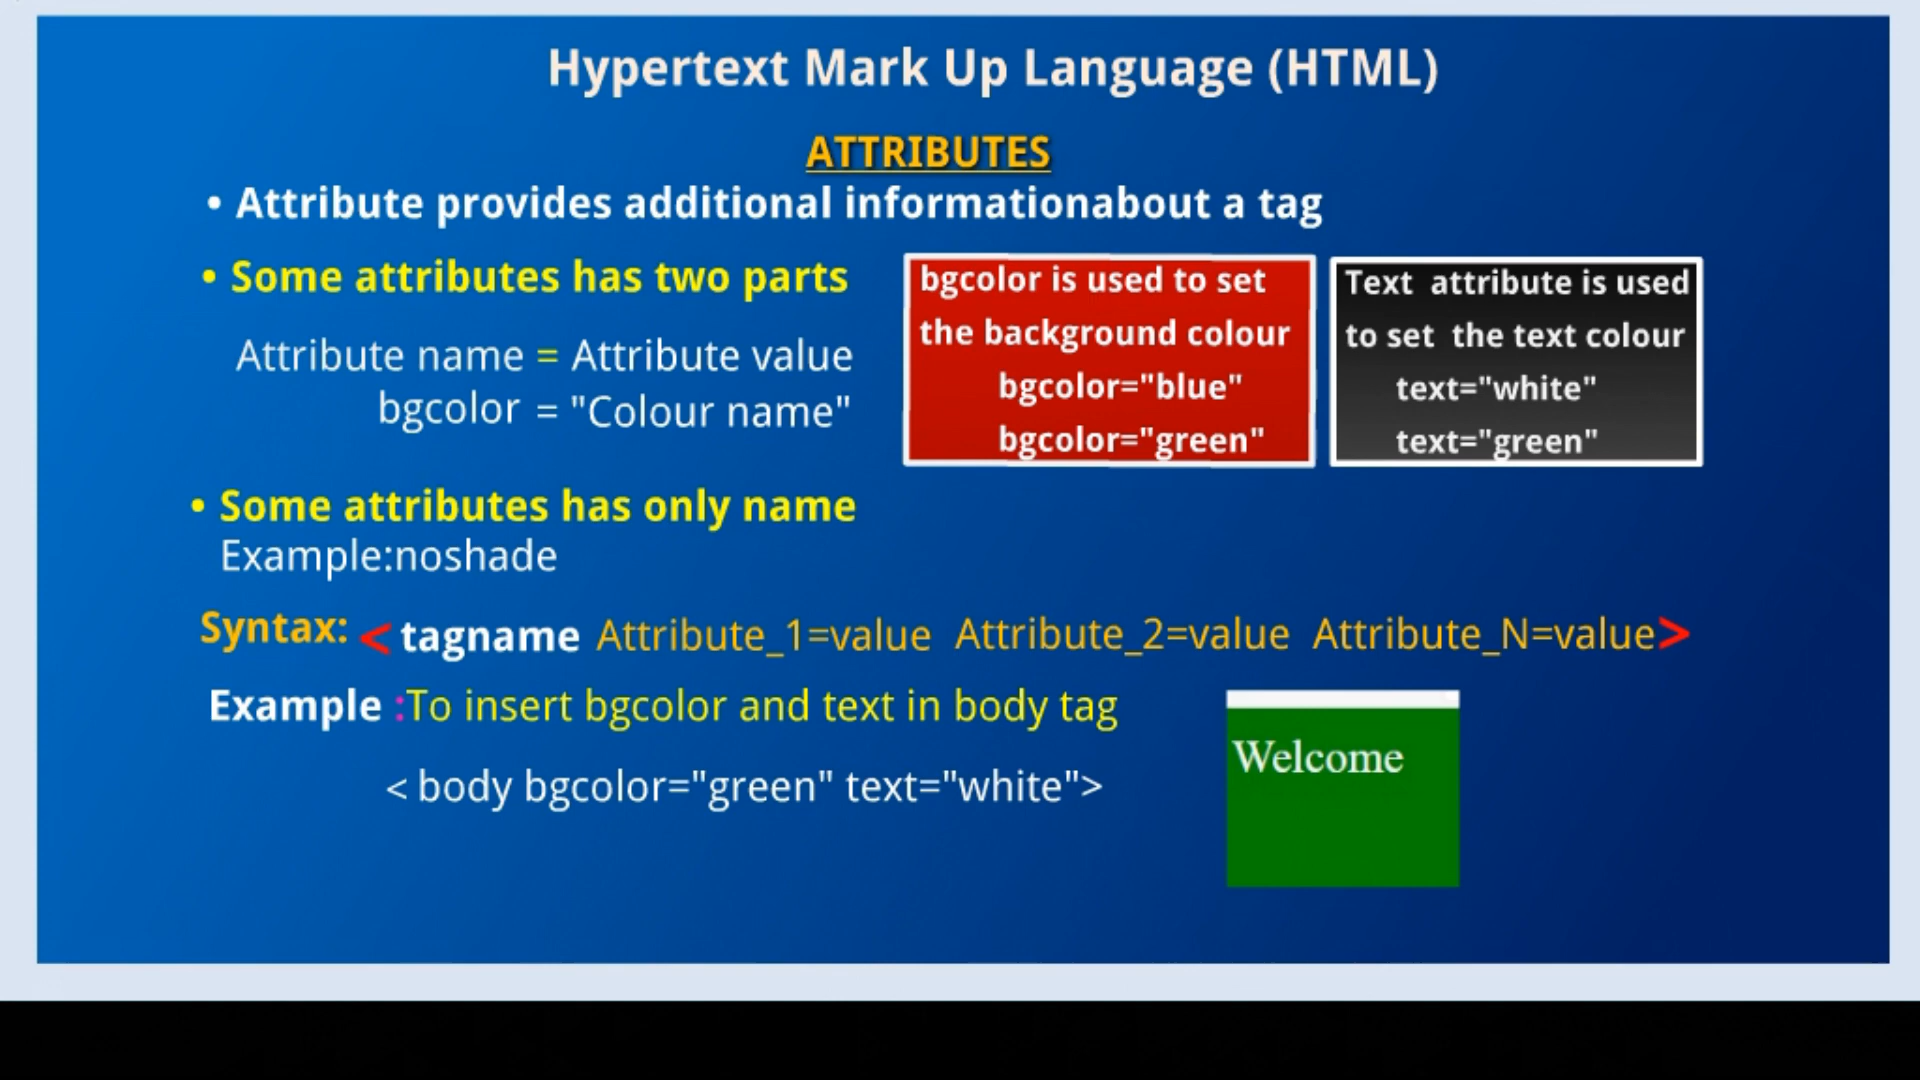 Hypertext Mark Up Language (HTML)
ATTRIBUTES
• Attribute provides additional informationabout a tag
• Some attributes has two parts
Attribute name = Attribute value
bgcolor = "Colour name"
bgcolor is used to set
the background colour
bgcolor="blue"
bgcolor="green"
Text attribute is used
to set the text colour
text="white"
text="green"
• Some attributes has only name
Example:noshade
Syntax: < tagname Attribute_1=value Attribute_2=value Attribute_N=value>
Example :To insert bgcolor and text in body tag
< body bgcolor="green" text="white">
Welcome